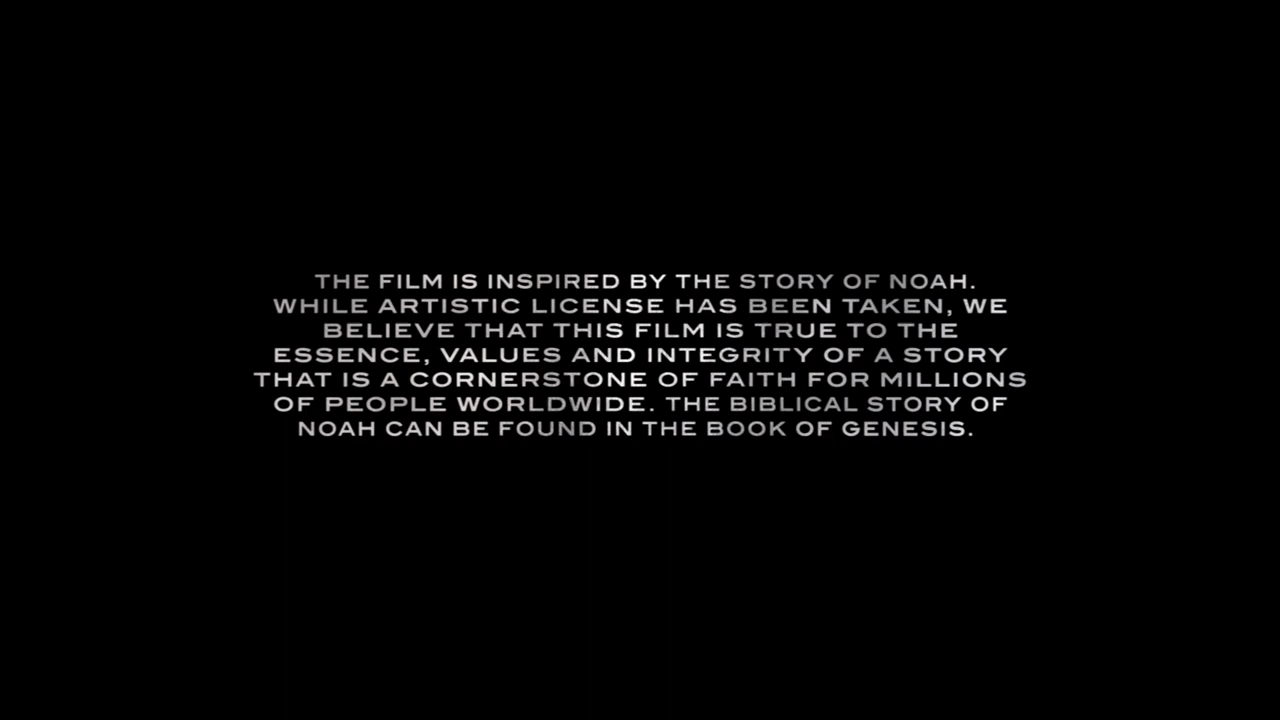 THE FILM IS INSPIRED BY THE STORY OF NOAH.
WHILE ARTISTIC LICENSE HAS BEEN TAKEN, WE
BELIEVE THAT THIS FILM IS TRUE TO THE
ESSENCE, VALUES AND INTEGRITY OF A STORY
THAT IS A CORNERSTONE OF FAITH FOR MILLIONS
OF PEOPLE WORLDWIDE. THE BIBLICAL STORY OF
NOAH CAN BE FOUND IN THE BOOK OF GENESIS.